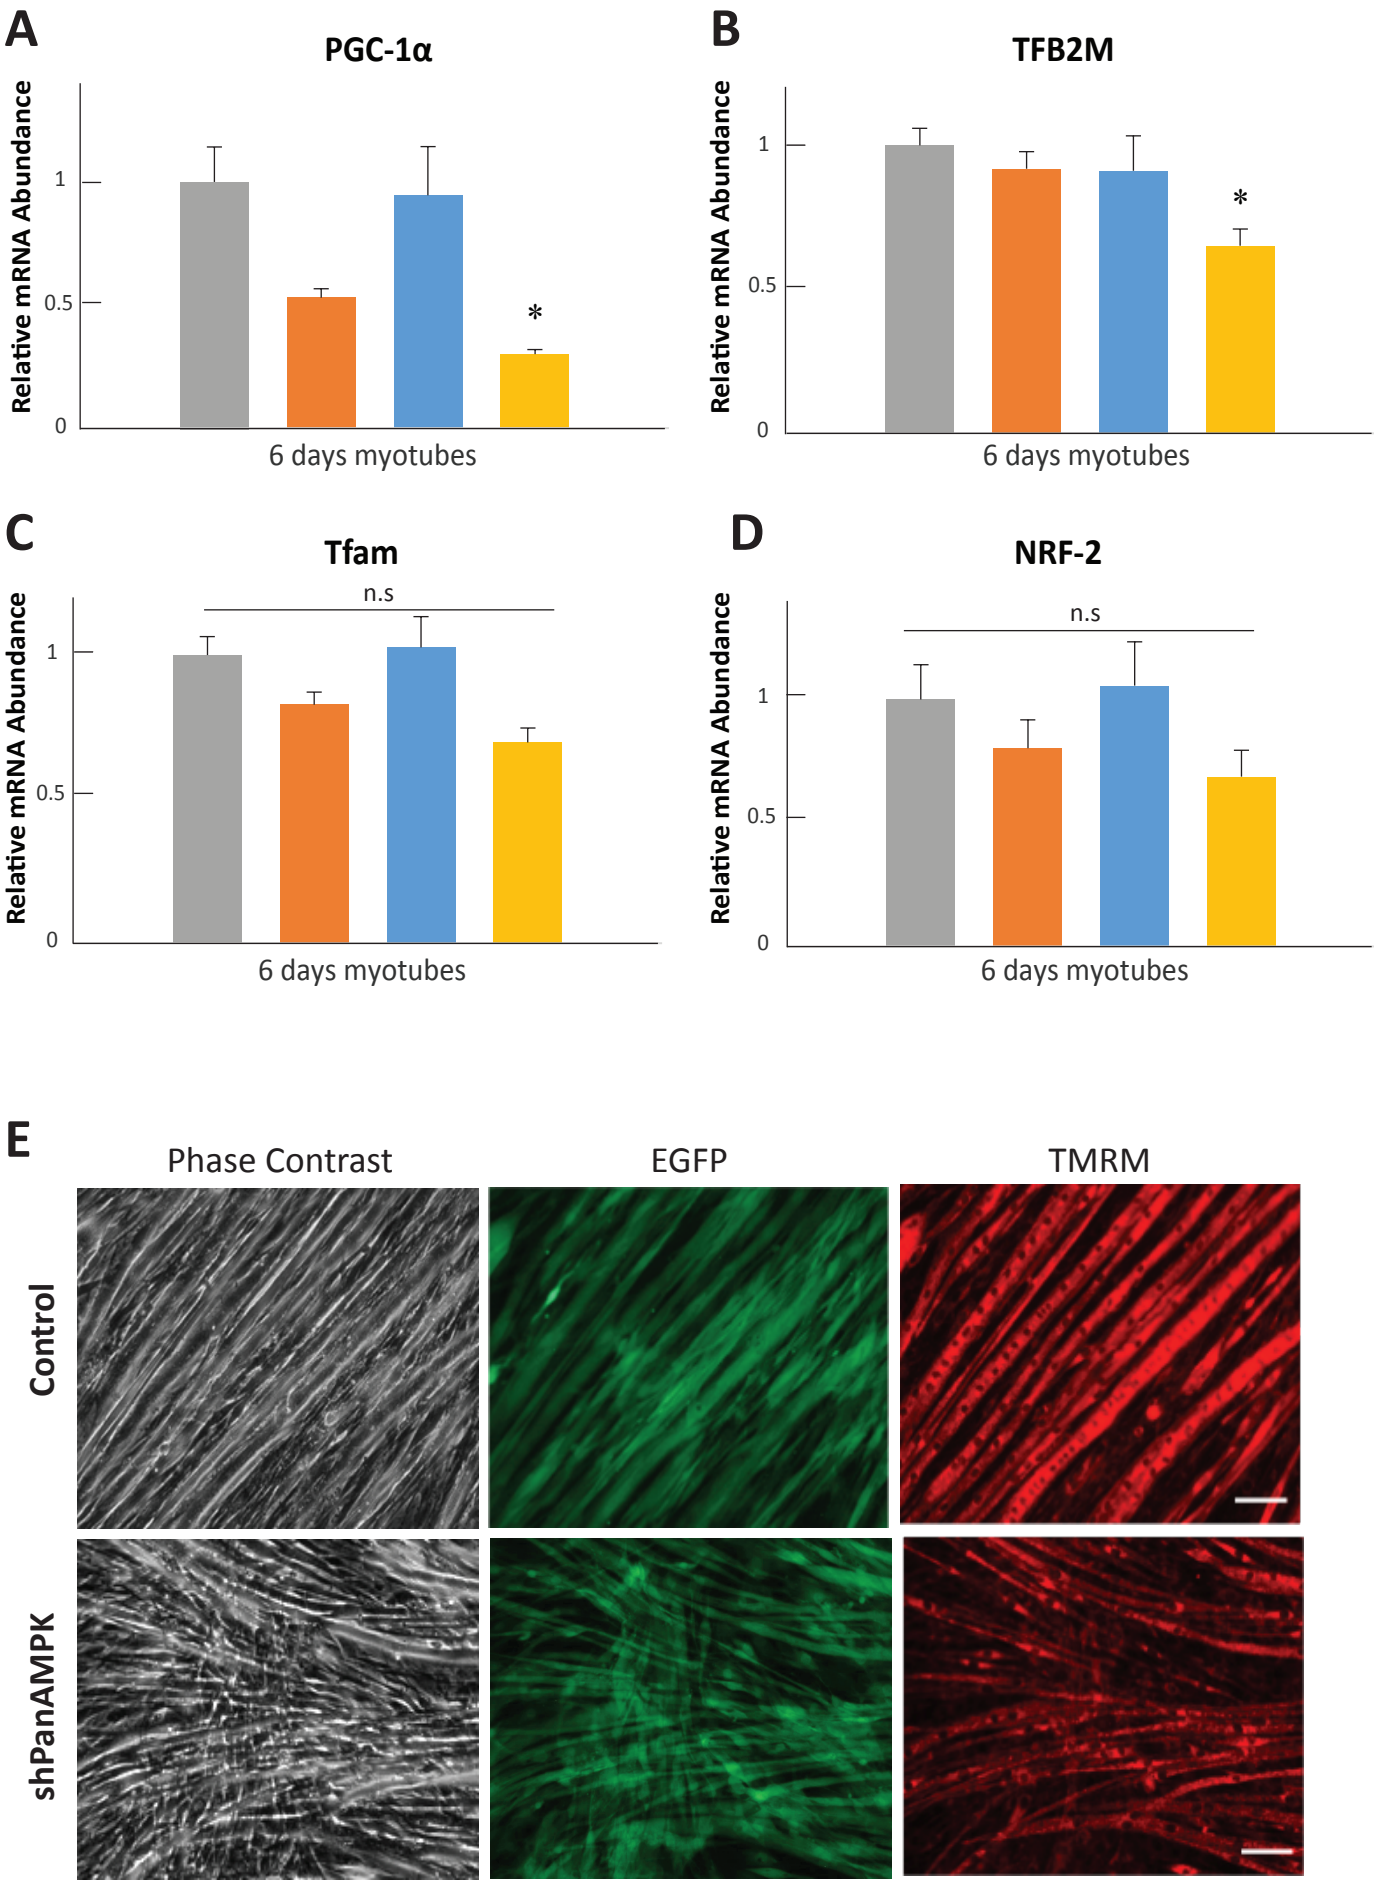 A
PGC-1α
Relative mRNA Abundance
1
0.5
*
0
6 days myotubes
B
TFB2M
Relative mRNA Abundance
1
*
0.5
0
6 days myotubes
C
Tfam
Relative mRNA Abundance
n.s
1
0.5
0
6 days myotubes
D
NRF-2
Relative mRNA Abundance
n.s
1
0.5
0
6 days myotubes
E
Phase Contrast EGFP TMRM
Control
shPanAMPK